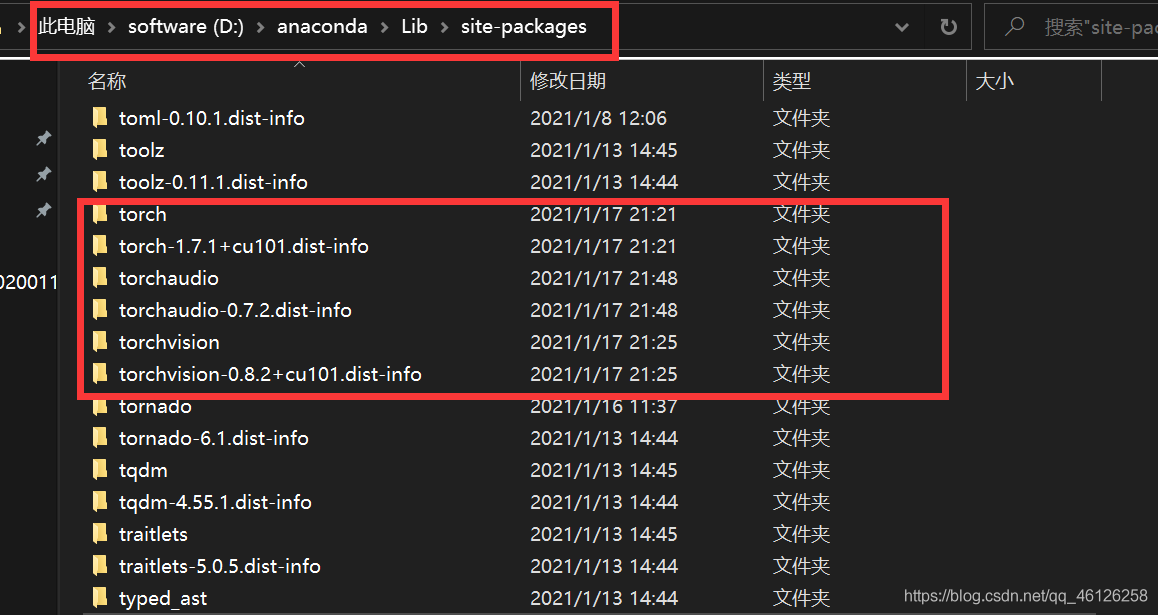 此电脑 > software (D:) > anaconda > Lib > site-packages
搜索"site-pac
名称 修改日期 类型 大小
toml-0.10.1.dist-info 2021/1/8 12:06 文件夹
toolz 2021/1/13 14:45 文件夹
toolz-0.11.1.dist-info 2021/1/13 14:44 文件夹
torch 2021/1/17 21:21 文件夹
torch-1.7.1+cu101.dist-info 2021/1/17 21:21 文件夹
020011
torchaudio 2021/1/17 21:48 文件夹
torchaudio-0.7.2.dist-info 2021/1/17 21:48 文件夹
torchvision 2021/1/17 21:25 文件夹
torchvision-0.8.2+cu101.dist-info 2021/1/17 21:25 文件夹
tornado 2021/1/16 11:37 文件夹
tornado-6.1.dist-info 2021/1/13 14:44 文件夹
tqdm 2021/1/13 14:45 文件夹
tqdm-4.55.1.dist-info 2021/1/13 14:44 文件夹
traitlets 2021/1/13 14:45 文件夹
traitlets-5.0.5.dist-info 2021/1/13 14:44 文件夹
typed_ast 2021/1/13 14:44 文件夹
https://blog.csdn.net/qq_46126258